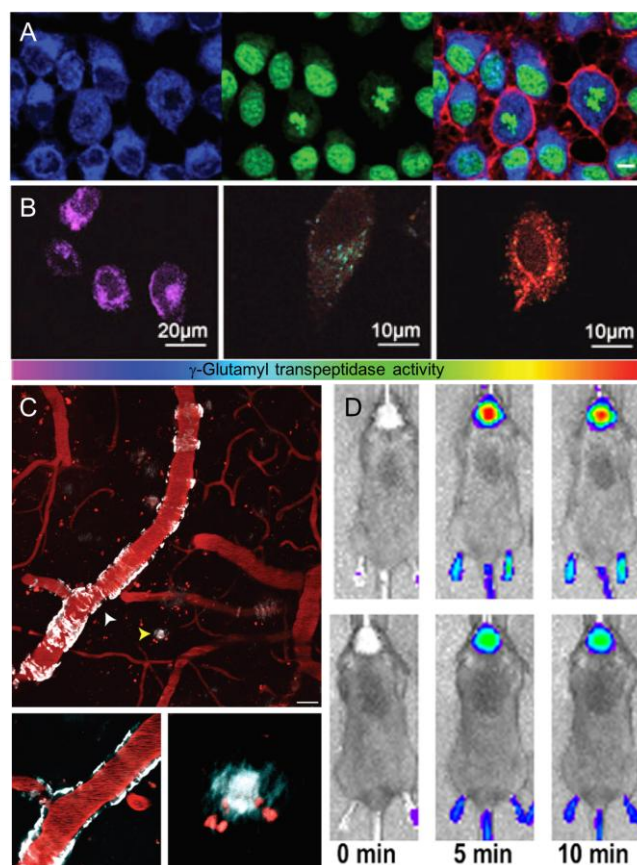 A
B
20μm
10μm
10μm
γ-Glutamyl transpeptidase activity
C
D
0 min
5 min
10 min